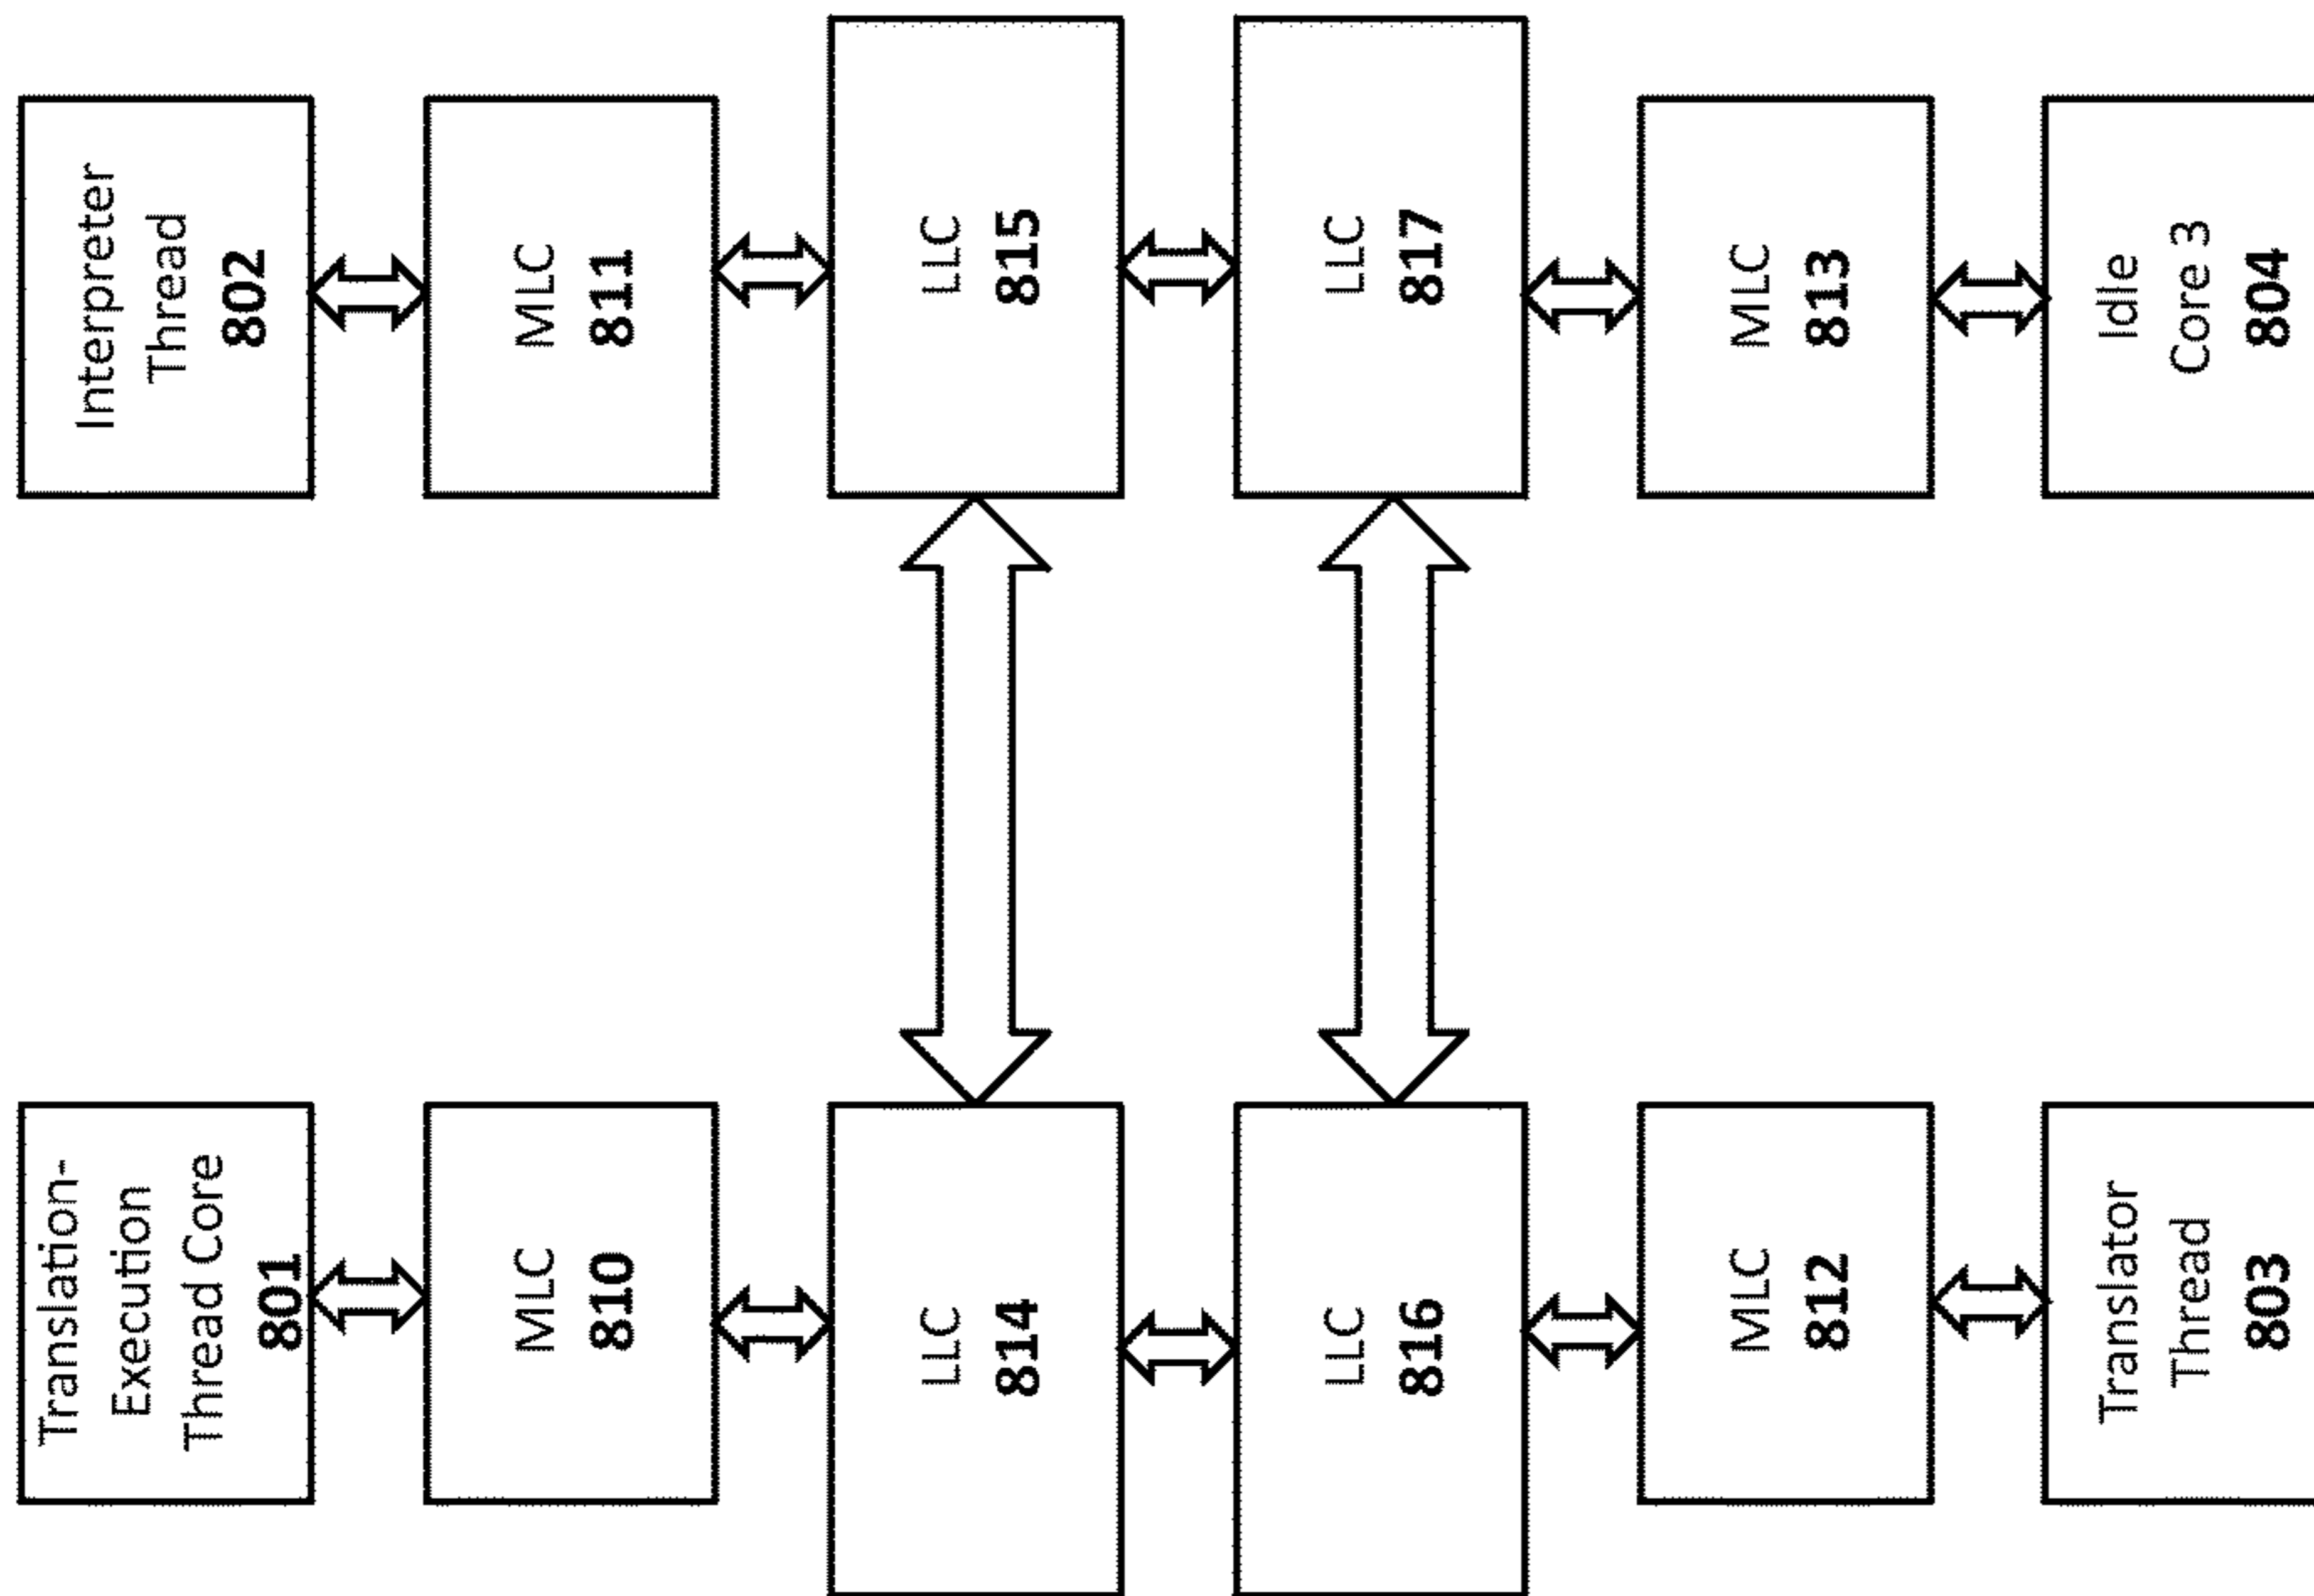 Translation-
Execution
Thread Core
801
MLC
810
LLC
814
LLC
816
MLC
812
Translator
Thread
803
Interpreter
Thread
802
MLC
811
LLC
815
LLC
817
MLC
813
Idle
Core 3
804